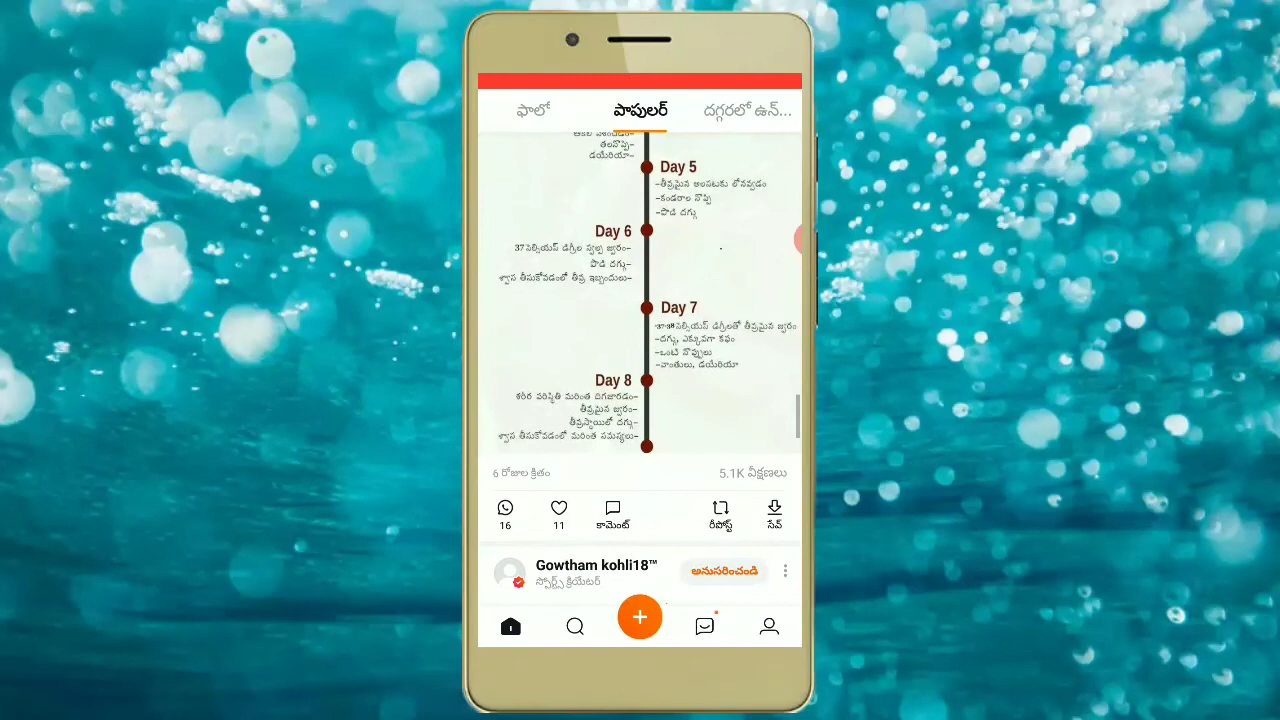 ఫాలో
పాపులర్
దగ్గరలో ఉన్...
తలనొప్పి-
డయేరియా-
Day 5
-తీవ్రమైన అలసటకు లోనవ్వడం
-కండరాల నొప్పి
-పొడి దగ్గు
Day 6
37 సెల్సియస్ డిగ్రీల స్వల్ప జ్వరం-
పొడి దగ్గు-
శ్వాస తీసుకోవడంలో తీవ్ర ఇబ్బందులు-
Day 7
-37-38 సెల్సియస్ డిగ్రీలతో తీవ్రమైన జ్వరం
-దగ్గు, ఎక్కువగా కఫం
-ఒంటి నొప్పులు
-వాంతులు, డయేరియా
Day 8
శరీర పరిస్థితి మరింత దిగజారడం-
తీవ్రమైన జ్వరం-
తీవ్రస్థాయిలో దగ్గు-
శ్వాస తీసుకోవడంలో మరింత సమస్యలు-
6 రోజుల క్రితం
5.1K వీక్షణలు
16
11
కామెంట్
రీపోస్ట్
సేవ్
Gowtham kohli18™
స్పోర్ట్స్ క్రియేటర్
అనుసరించండి